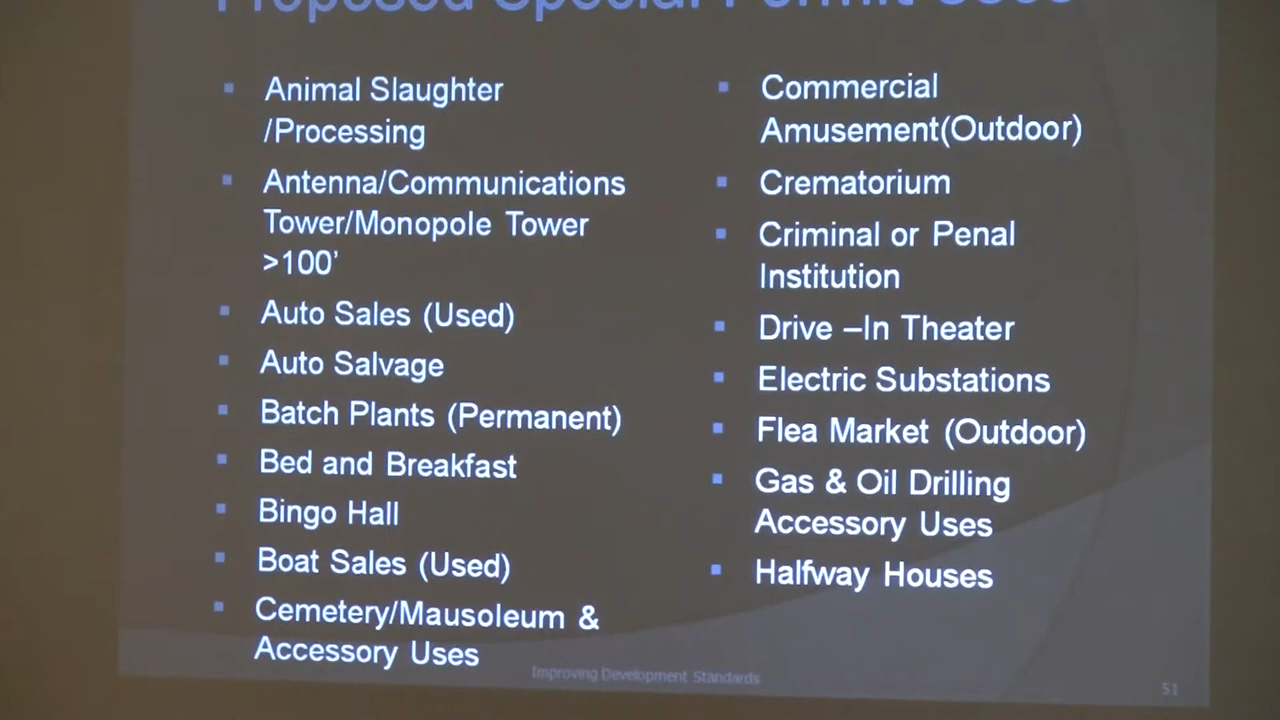 Proposed Special Permit Uses
Animal Slaughter
/Processing
Antenna/Communications
Tower/Monopole Tower
>100’
Auto Sales (Used)
Auto Salvage
Batch Plants (Permanent)
Bed and Breakfast
Bingo Hall
Boat Sales (Used)
Cemetery/Mausoleum &
Accessory Uses
Commercial
Amusement(Outdoor)
Crematorium
Criminal or Penal
Institution
Drive –In Theater
Electric Substations
Flea Market (Outdoor)
Gas & Oil Drilling
Accessory Uses
Halfway Houses
Improving Development Standards
51